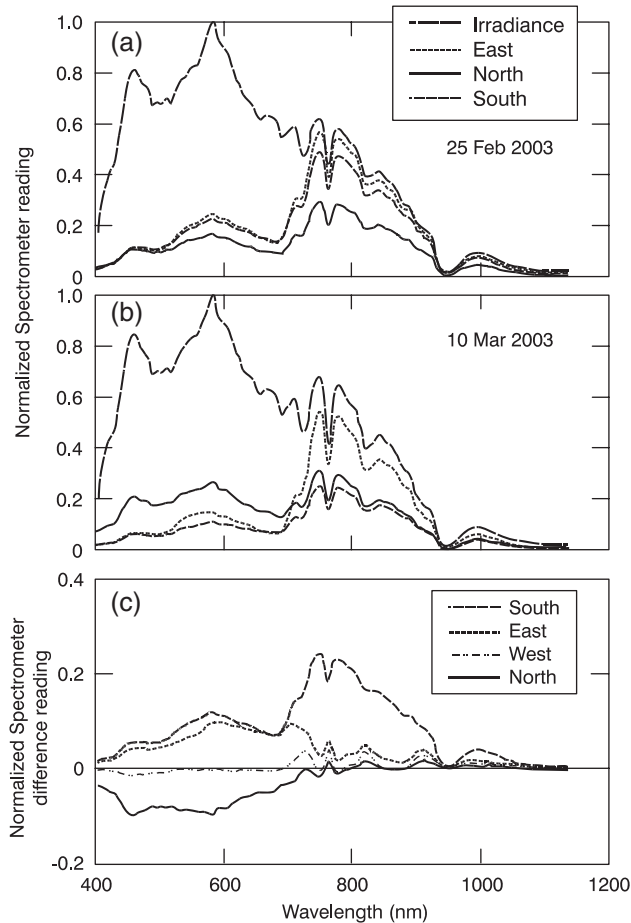 (a)
Irradiance
East
North
South
25 Feb 2003
1.0
0.8
0.6
0.4
0.2
0
Normalized Spectrometer reading
(b)
10 Mar 2003
1.0
0.8
0.6
0.4
0.2
0
(c)
South
East
West
North
0.4
0.2
0
-0.2
Normalized Spectrometer
difference reading
400
600
800
1000
1200
Wavelength (nm)